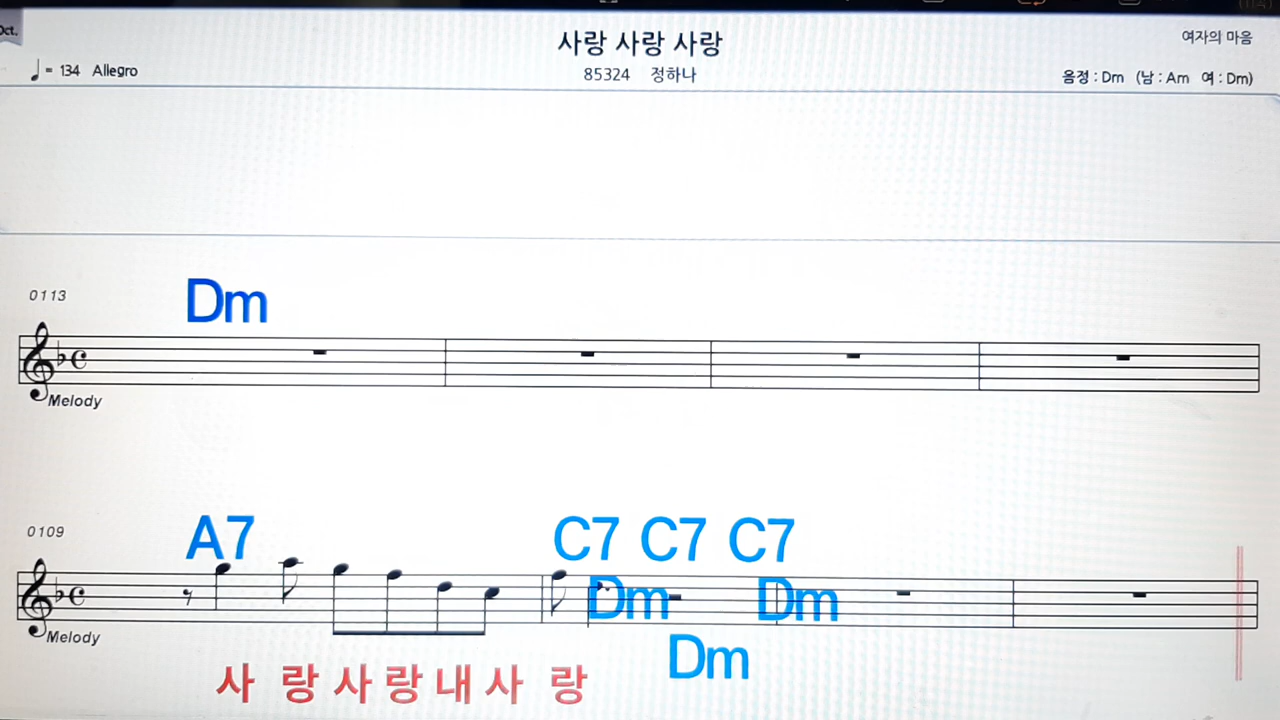 Oct.
사랑 사랑 사랑
여자의 마음
♩= 134 Allegro
85324 정하나
음정 : Dm (남 : Am 여 : Dm)
0113
Dm
Melody
0109
A7 C7 C7 C7
Dm Dm
Dm
Melody
사 랑 사 랑 내 사 랑